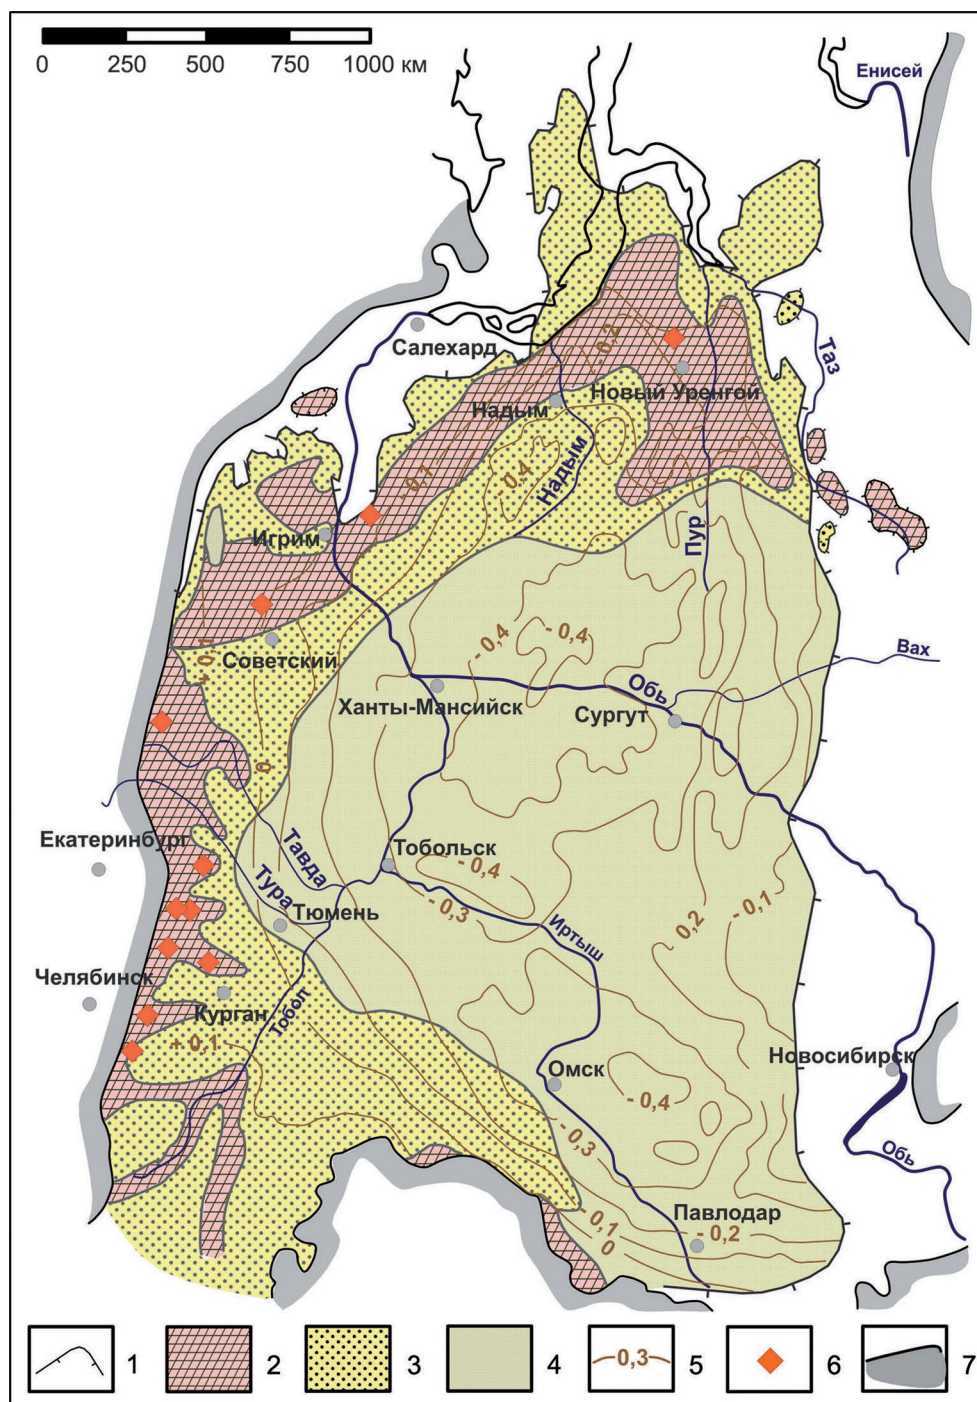 0 250 500 750 1000 км
Енисей
Салехард
- 0,2
Таз
Новый Уренгой
Надым
- 0,1
- 0,4
Надым
Пур
Игрим
+ 0,1
Советский
- 0,4
- 0,4
Вах
Ханты-Мансийск
Обь
Сургут
0
Екатеринбург
Тобольск
- 0,4
Тавда
Тура
Тюмень
- 0,3
0,2
- 0,1
Иртыш
Челябинск
Курган
Тобол
+ 0,1
Новосибирск
Омск
- 0,4
- 0,3
Обь
Павлодар
- 0,1
- 0,2
0
1 2 3 4 -0,3 5 6 7